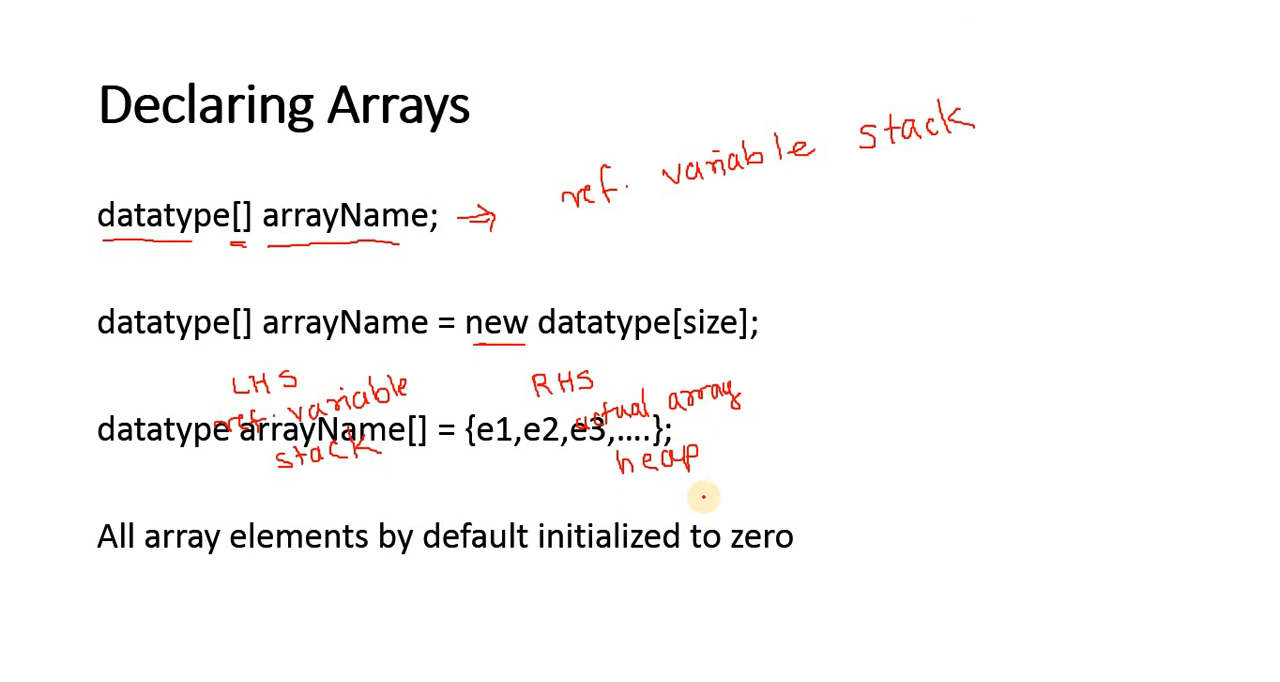 Declaring Arrays
ref. variable stack
datatype[] arrayName; ⇒
datatype[] arrayName = new datatype[size];
LHS RHS
ref. variable actual array
datatype arrayName[] = {e1,e2,e3,….};
stack heap
All array elements by default initialized to zero